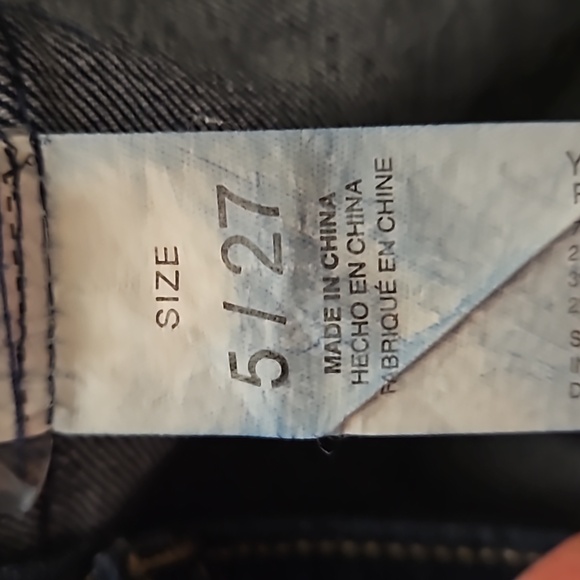 SIZE
5 / 27
MADE IN CHINA
HECHO EN CHINA
FABRIQUÉ EN CHINE